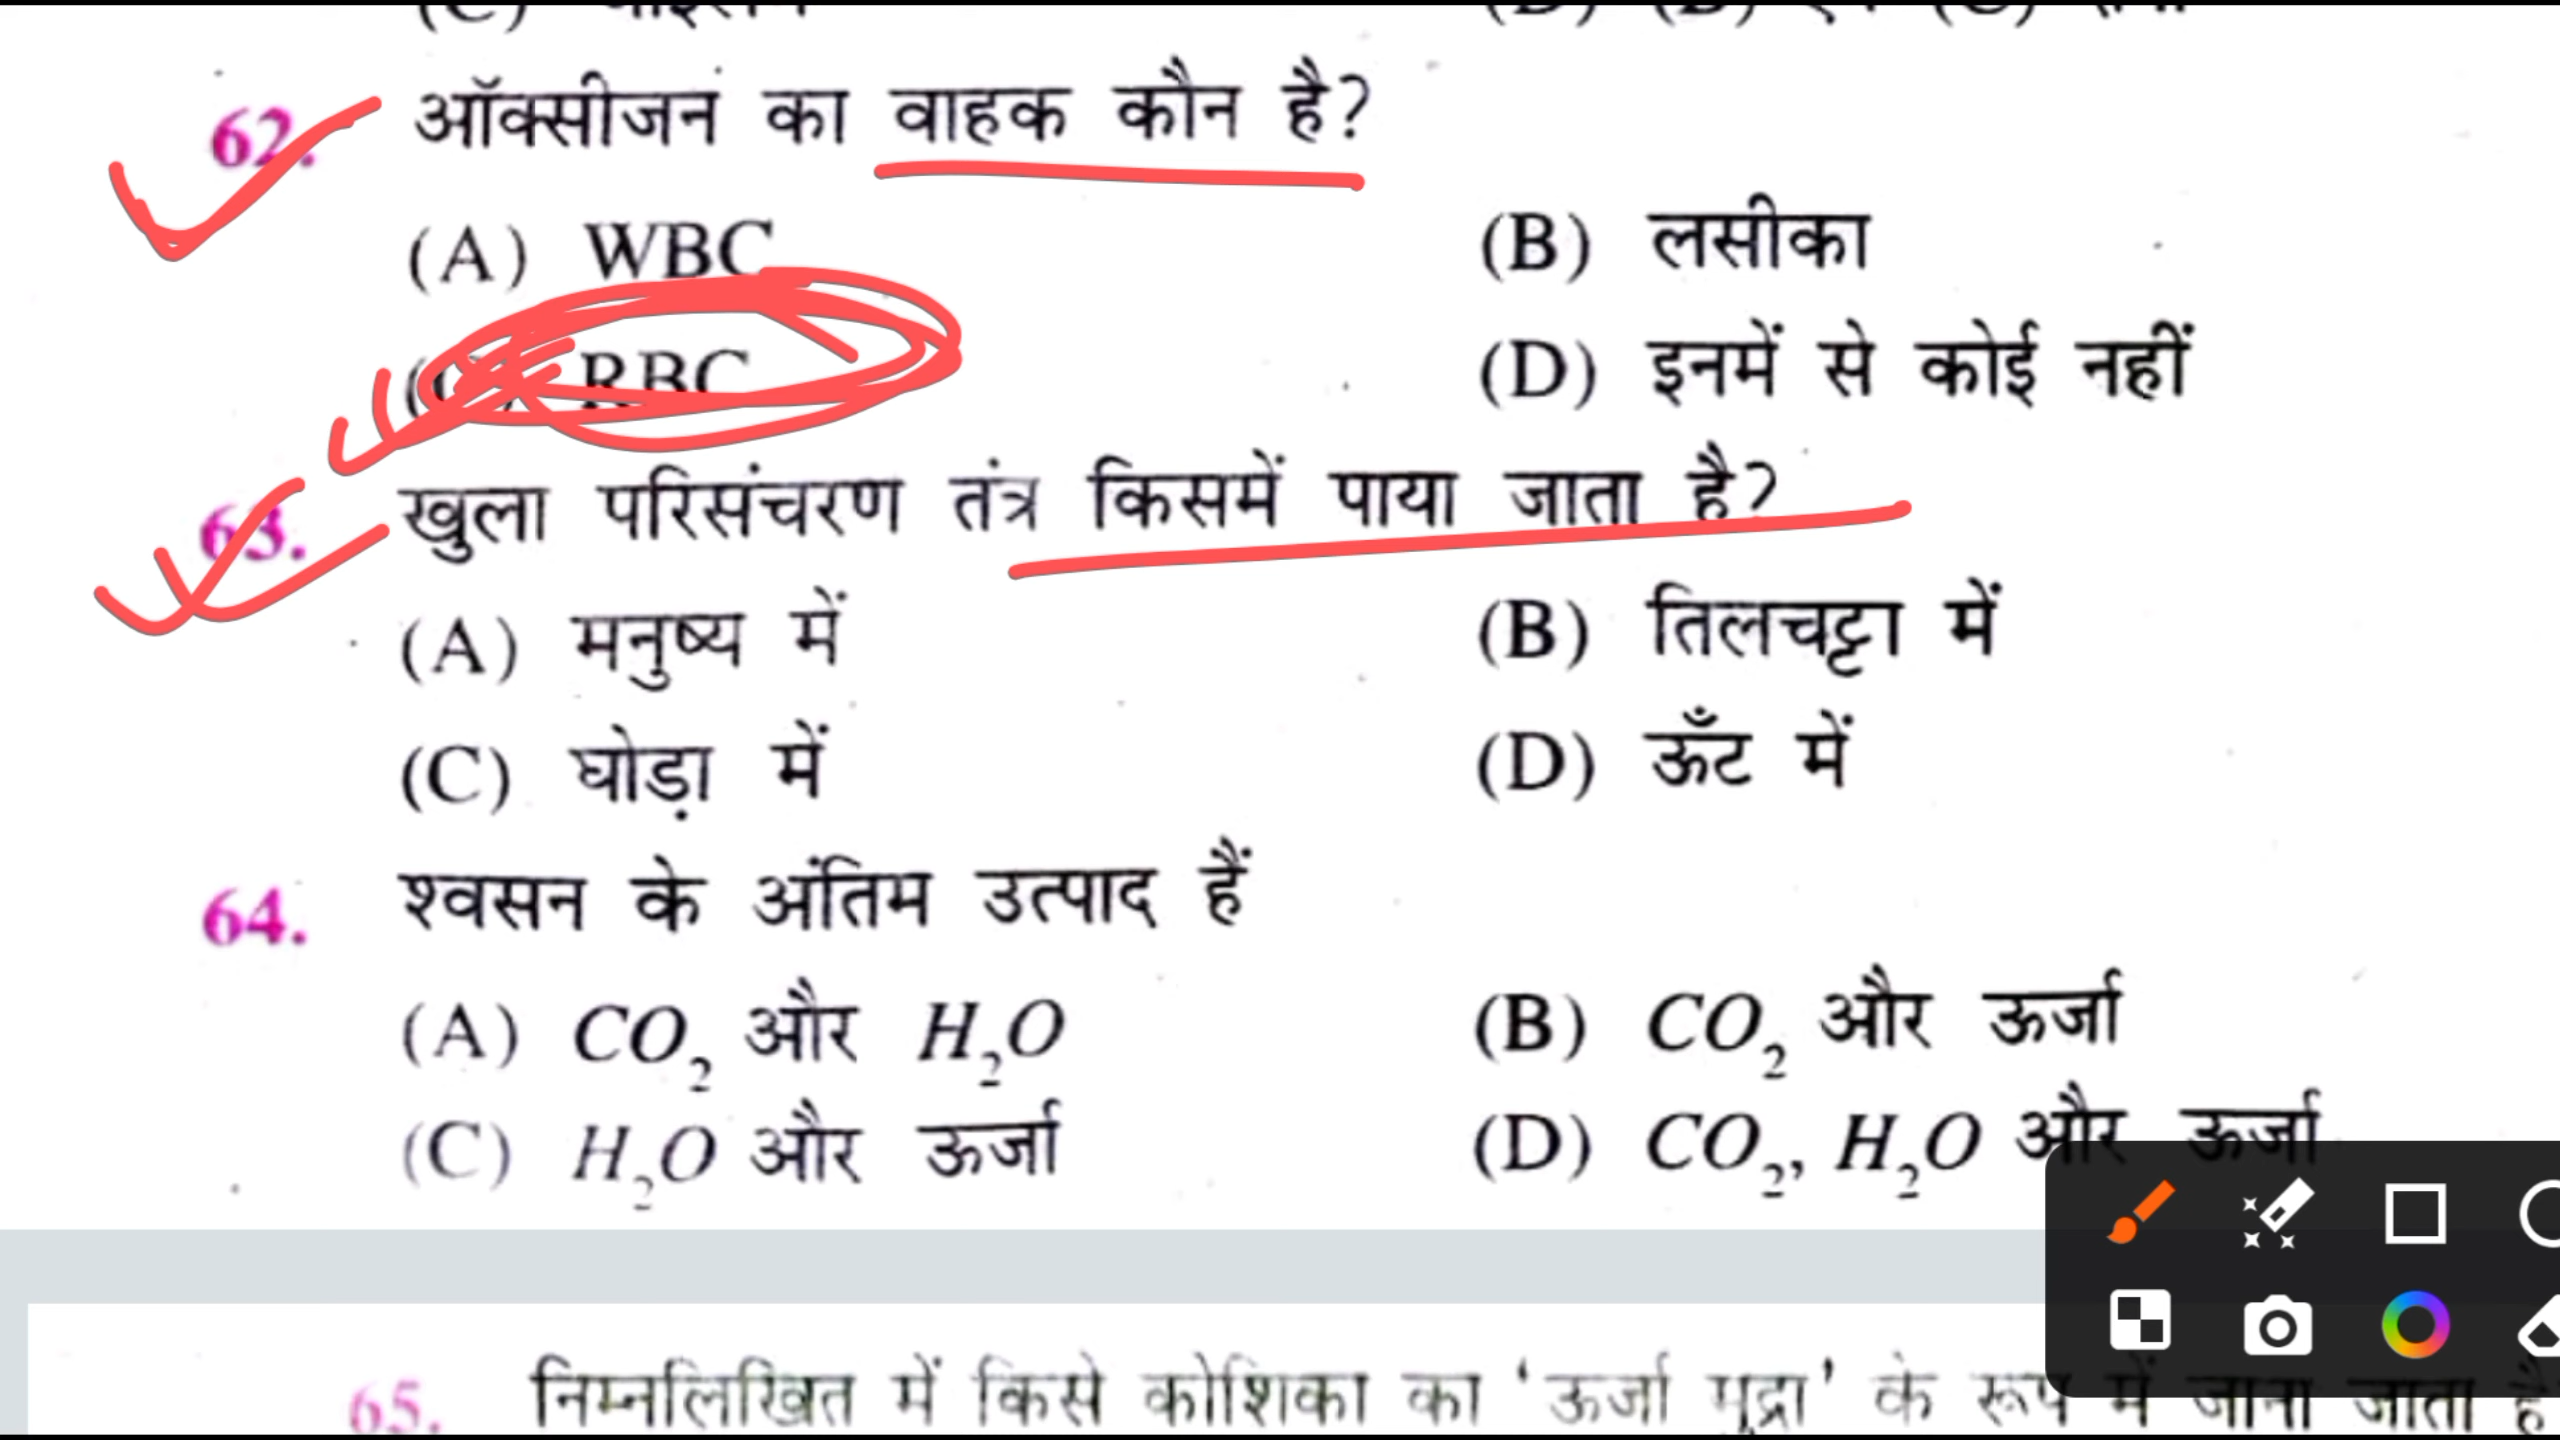 62. ऑक्सीजन का वाहक कौन है?
(A) WBC (B) लसीका
(C) RBC (D) इनमें से कोई नहीं
63. खुला परिसंचरण तंत्र किसमें पाया जाता है?
(A) मनुष्य में (B) तिलचट्टा में
(C) घोड़ा में (D) ऊँट में
64. श्वसन के अंतिम उत्पाद हैं
(A) CO₂ और H₂O (B) CO₂ और ऊर्जा
(C) H₂O और ऊर्जा (D) CO₂, H₂O और ऊर्जा
65. निम्नलिखित में किसे कोशिका का 'ऊर्जा मुद्रा' के रूप में जाना जाता है